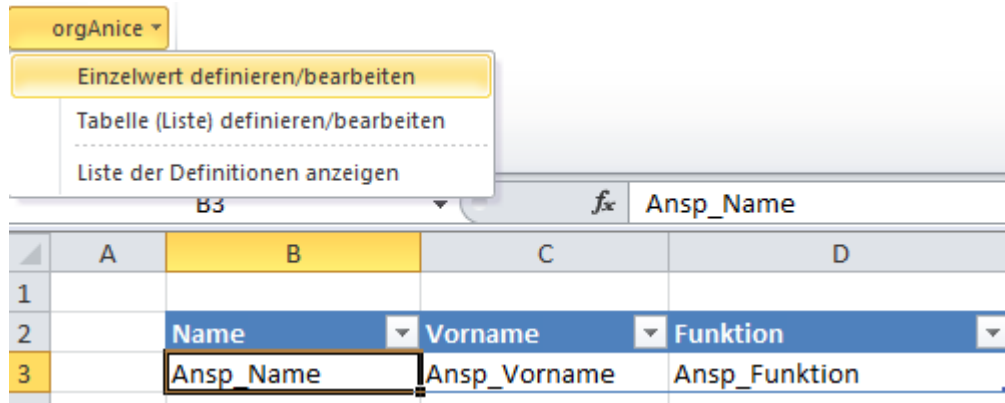 orgAnice
Einzelwert definieren/bearbeiten
Tabelle (Liste) definieren/bearbeiten
Liste der Definitionen anzeigen
B3 fx Ansp_Name
A B C D
1
2 Name Vorname Funktion
3 Ansp_Name Ansp_Vorname Ansp_Funktion